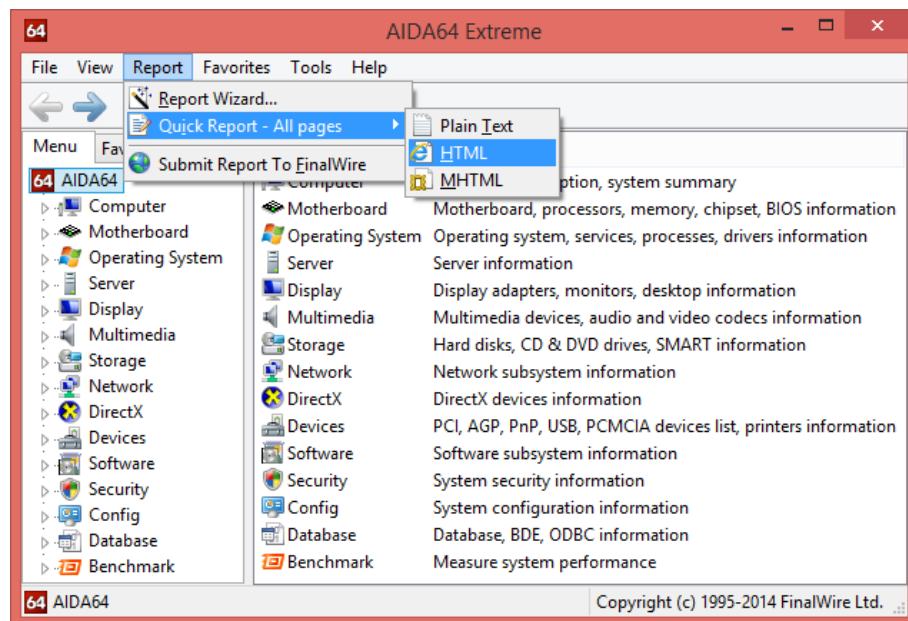 64 AIDA64 Extreme
File View Report Favorites Tools Help
Report Wizard...
Quick Report - All pages
Submit Report To FinalWire
Plain Text
HTML
MHTML
Menu Fav
64 AIDA64
Computer
Motherboard
Operating System
Server
Display
Multimedia
Storage
Network
DirectX
Devices
Software
Security
Config
Database
Benchmark
Computer ption, system summary
Motherboard Motherboard, processors, memory, chipset, BIOS information
Operating System Operating system, services, processes, drivers information
Server Server information
Display Display adapters, monitors, desktop information
Multimedia Multimedia devices, audio and video codecs information
Storage Hard disks, CD & DVD drives, SMART information
Network Network subsystem information
DirectX DirectX devices information
Devices PCI, AGP, PnP, USB, PCMCIA devices list, printers information
Software Software subsystem information
Security System security information
Config System configuration information
Database Database, BDE, ODBC information
Benchmark Measure system performance
64 AIDA64 Copyright (c) 1995-2014 FinalWire Ltd.